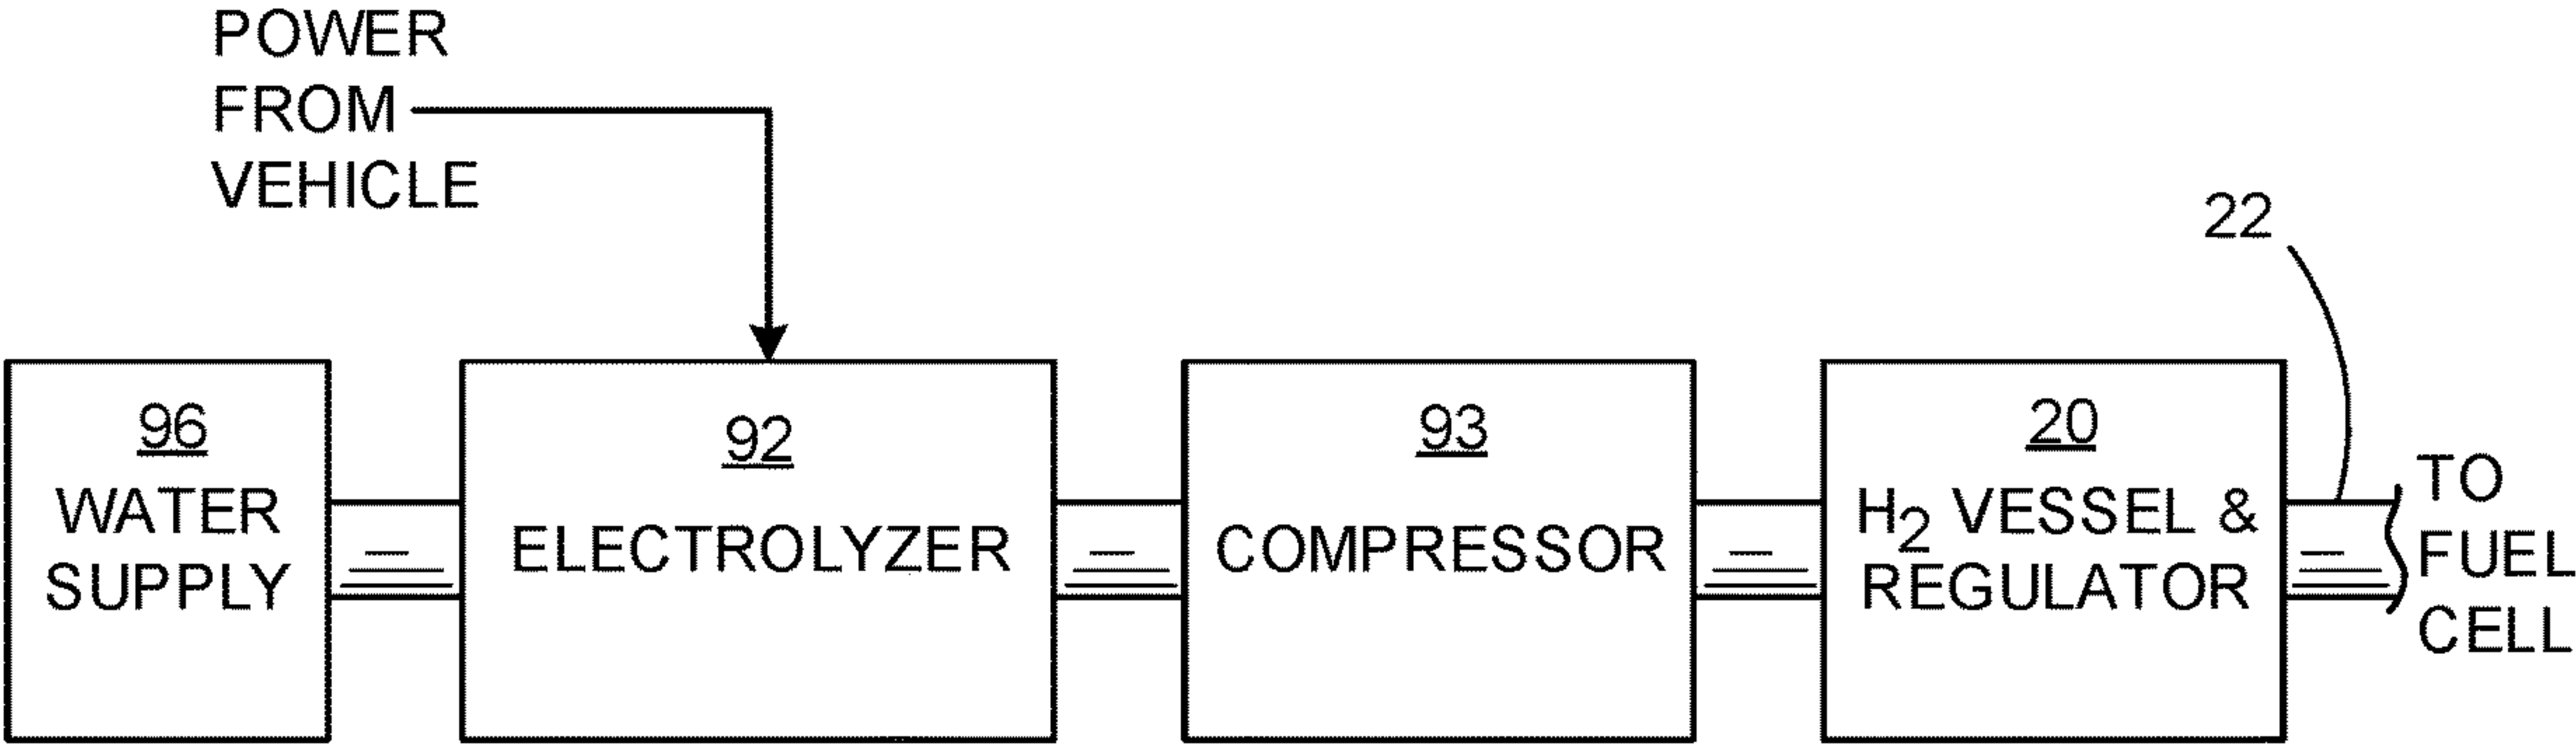 POWER
FROM
VEHICLE
22
96
WATER
SUPPLY
92
ELECTROLYZER
93
COMPRESSOR
20
H2 VESSEL &
REGULATOR
TO
FUEL
CELL